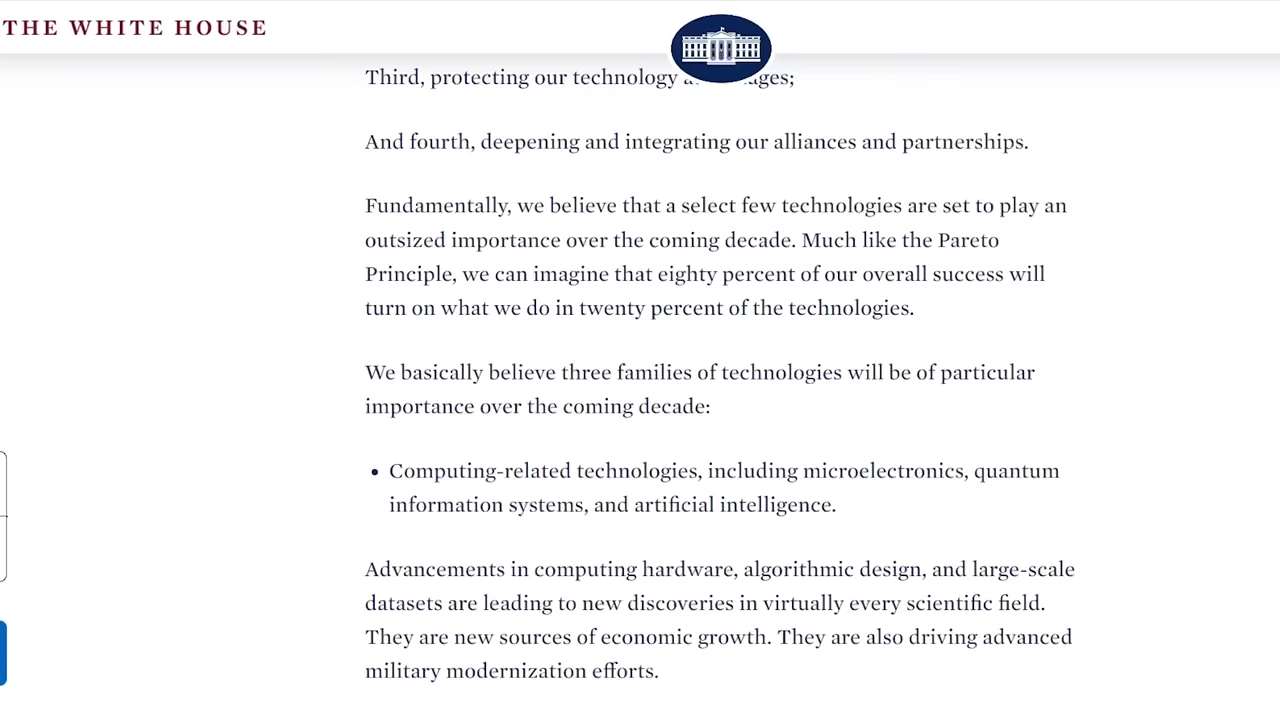 THE WHITE HOUSE
Third, protecting our technology
And fourth, deepening and integrating our alliances and partnerships.
Fundamentally, we believe that a select few technologies are set to play an
outsized importance over the coming decade. Much like the Pareto
Principle, we can imagine that eighty percent of our overall success will
turn on what we do in twenty percent of the technologies.
We basically believe three families of technologies will be of particular
importance over the coming decade:
• Computing-related technologies, including microelectronics, quantum
information systems, and artificial intelligence.
Advancements in computing hardware, algorithmic design, and large-scale
datasets are leading to new discoveries in virtually every scientific field.
They are new sources of economic growth. They are also driving advanced
military modernization efforts.